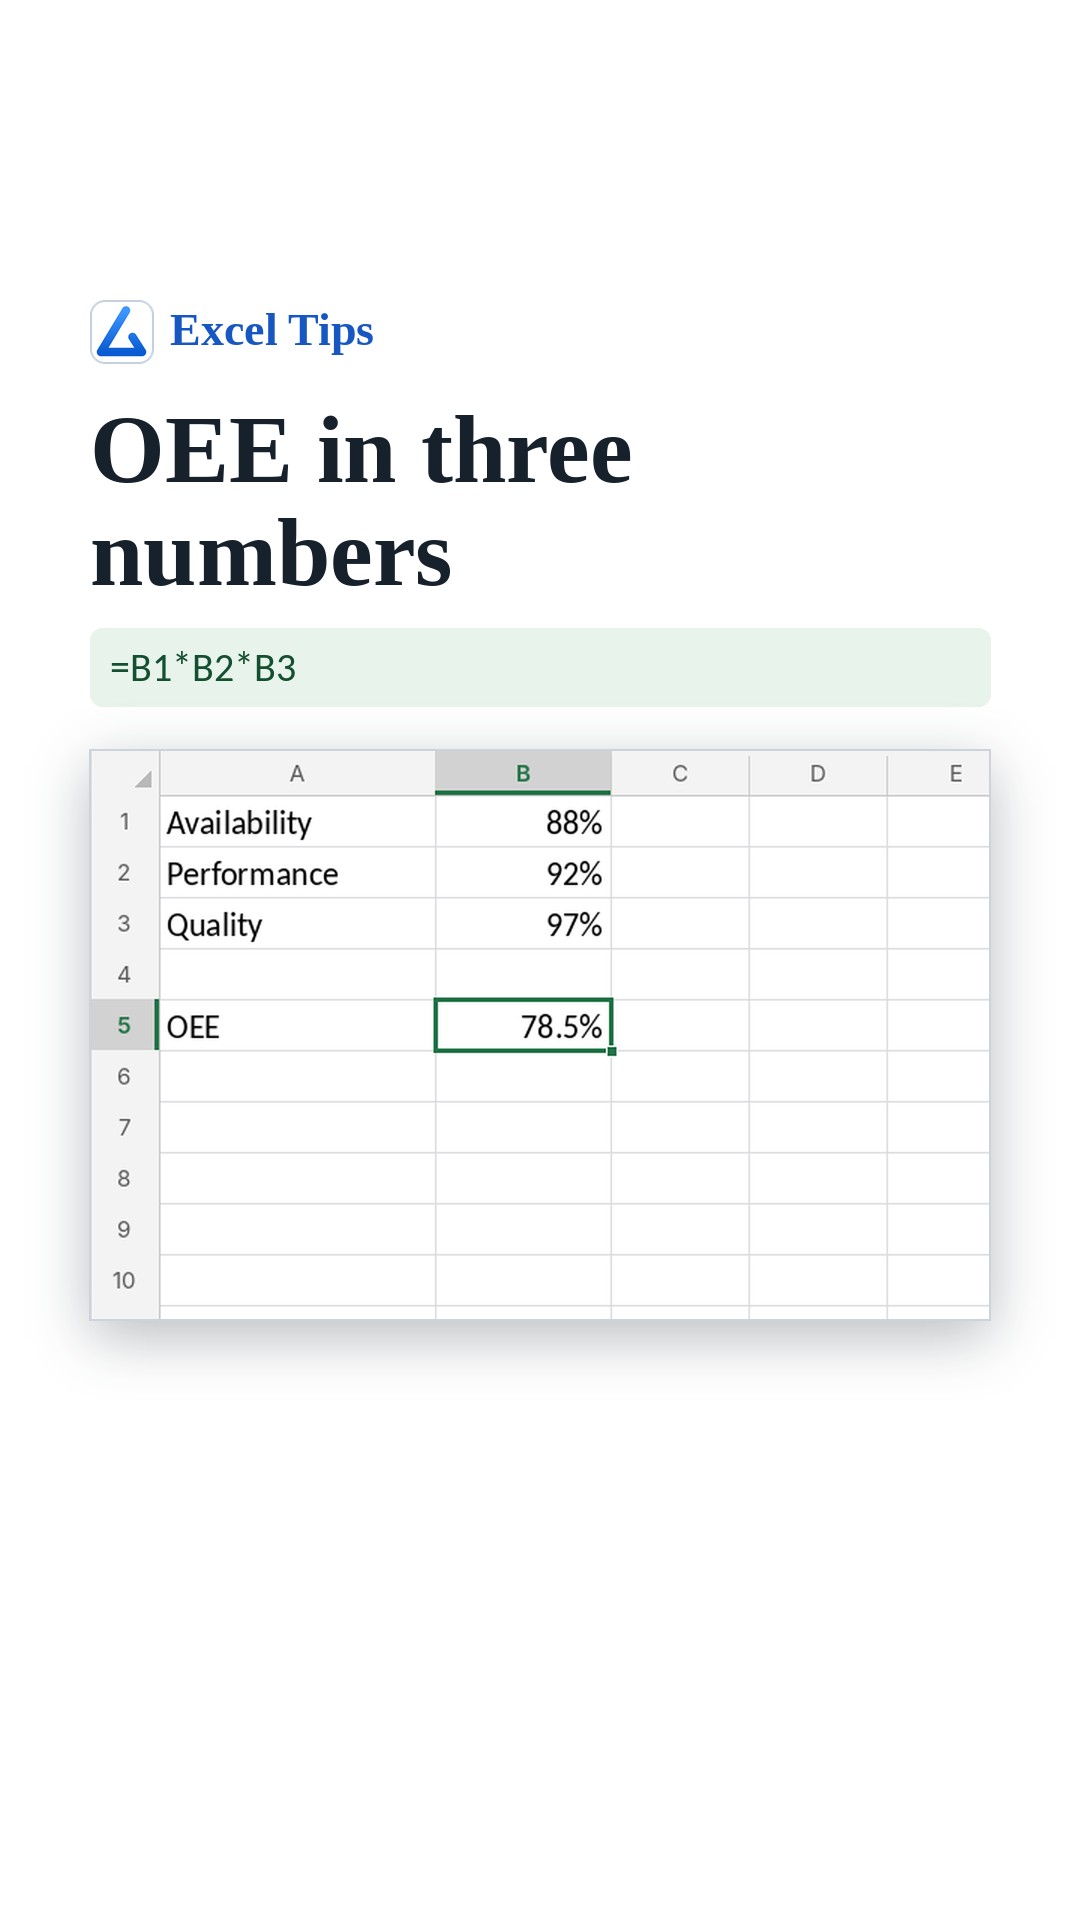 Excel Tips
OEE in three
numbers
=B1*B2*B3
A B C D E
1 Availability 88%
2 Performance 92%
3 Quality 97%
4
5 OEE 78.5%
6
7
8
9
10